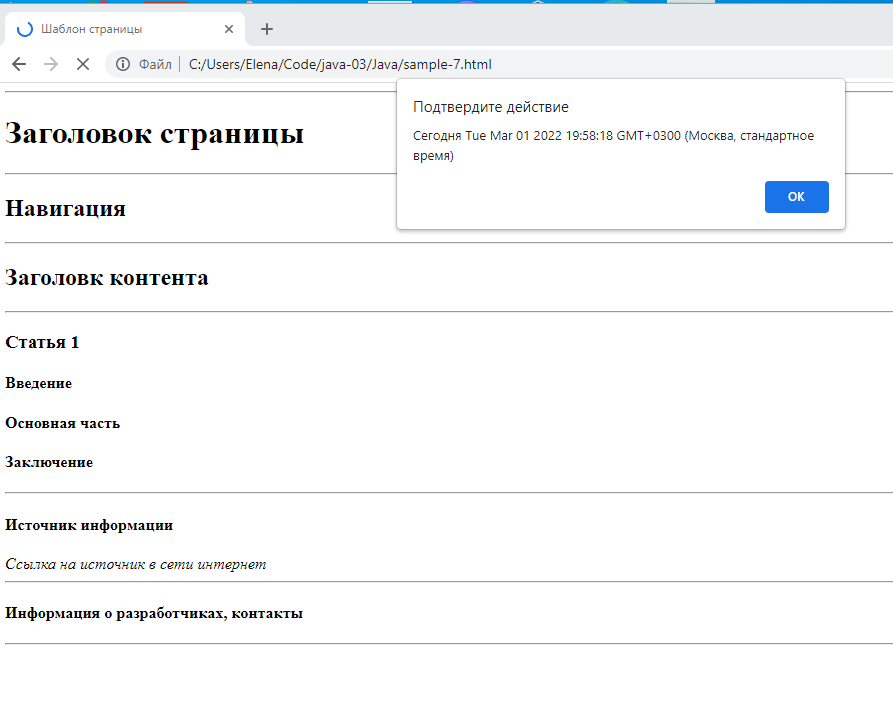 Шаблон страницы
Файл
C:/Users/Elena/Code/java-03/Java/sample-7.html
Подтвердите действие
Сегодня Tue Mar 01 2022 19:58:18 GMT+0300 (Москва, стандартное
время)
ОК
Заголовок страницы
Навигация
Заголовк контента
Статья 1
Введение
Основная часть
Заключение
Источник информации
Ссылка на источник в сети интернет
Информация о разработчиках, контакты